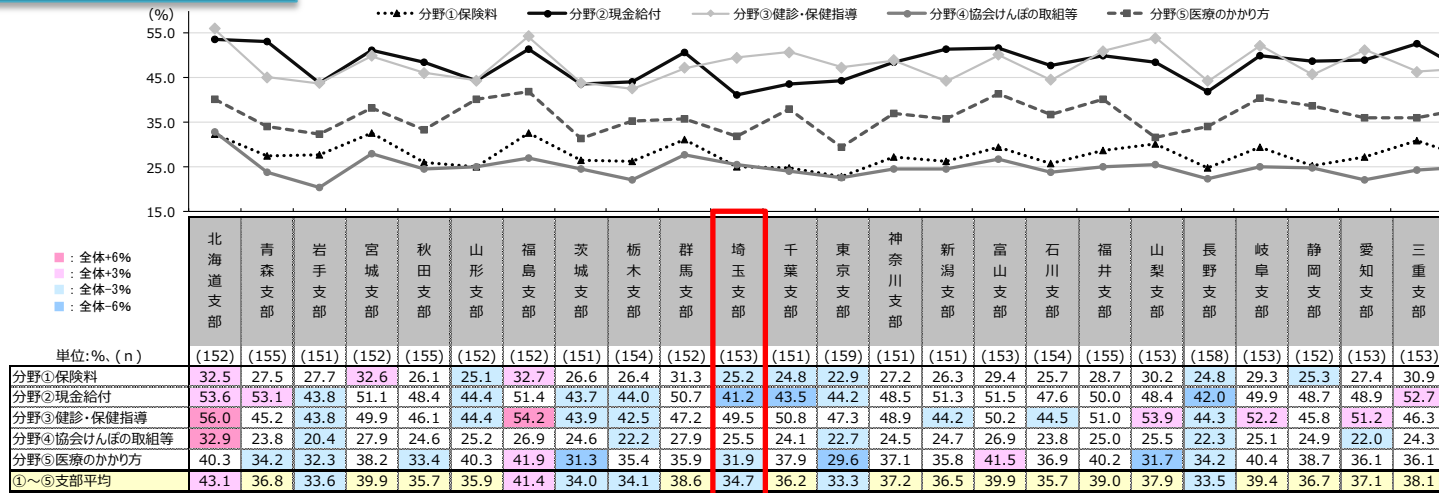 (%)
分野①保険料 分野②現金給付 分野③健診・保健指導 分野④協会けんぽの取組等 分野⑤医療のかかり方
55.0
45.0
35.0
25.0
15.0
：全体+6%
：全体+3%
：全体-3%
：全体-6%
北海道支部 青森支部 岩手支部 宮城支部 秋田支部 山形支部 福島支部 茨城支部 栃木支部 群馬支部 埼玉支部 千葉支部 東京支部 神奈川支部 新潟支部 富山支部 石川支部 福井支部 山梨支部 長野支部 岐阜支部 静岡支部 愛知支部 三重支部
単位:%、( n ) (152) (155) (151) (152) (155) (152) (152) (151) (154) (152) (153) (151) (159) (151) (151) (153) (154) (155) (153) (158) (153) (152) (153) (153)
分野①保険料 32.5 27.5 27.7 32.6 26.1 25.1 32.7 26.6 26.4 31.3 25.2 24.8 22.9 27.2 26.3 29.4 25.7 28.7 30.2 24.8 29.3 25.3 27.4 30.9
分野②現金給付 53.6 53.1 43.8 51.1 48.4 44.4 51.4 43.7 44.0 50.7 41.2 43.5 44.2 48.5 51.3 51.5 47.6 50.0 48.4 42.0 49.9 48.7 48.9 52.7
分野③健診・保健指導 56.0 45.2 43.8 49.9 46.1 44.4 54.2 43.9 42.5 47.2 49.5 50.8 47.3 48.9 44.2 50.2 44.5 51.0 53.9 44.3 52.2 45.8 51.2 46.3
分野④協会けんぽの取組等 32.9 23.8 20.4 27.9 24.6 25.2 26.9 24.6 22.2 27.9 25.5 24.1 22.7 24.5 24.7 26.9 23.8 25.0 25.5 22.3 25.1 24.9 22.0 24.3
分野⑤医療のかかり方 40.3 34.2 32.3 38.2 33.4 40.3 41.9 31.3 35.4 35.9 31.9 37.9 29.6 37.1 35.8 41.5 36.9 40.2 31.7 34.2 40.4 38.7 36.1 36.1
①～⑤支部平均 43.1 36.8 33.6 39.9 35.7 35.9 41.4 34.0 34.1 38.6 34.7 36.2 33.3 37.2 36.5 39.9 35.7 39.0 37.9 33.5 39.4 36.7 37.1 38.1